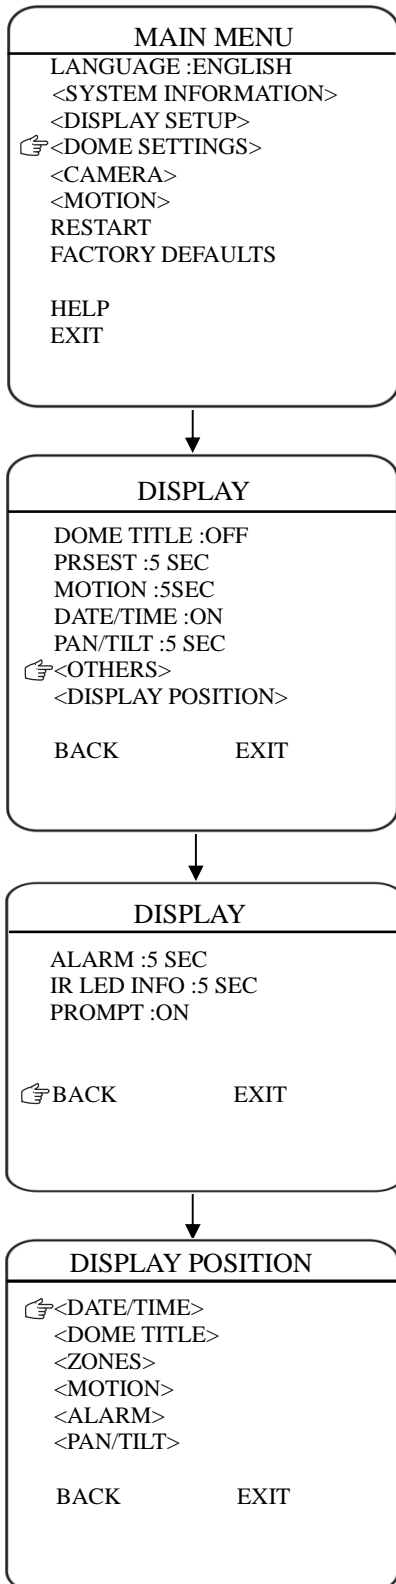 MAIN MENU
LANGUAGE :ENGLISH
<SYSTEM INFORMATION>
<DISPLAY SETUP>
<DOME SETTINGS>
<CAMERA>
<MOTION>
RESTART
FACTORY DEFAULTS
HELP
EXIT
DISPLAY
DOME TITLE :OFF
PRSEST :5 SEC
MOTION :5SEC
DATE/TIME :ON
PAN/TILT :5 SEC
<OTHERS>
<DISPLAY POSITION>
BACK EXIT
DISPLAY
ALARM :5 SEC
IR LED INFO :5 SEC
PROMPT :ON
BACK EXIT
DISPLAY POSITION
<DATE/TIME>
<DOME TITLE>
<ZONES>
<MOTION>
<ALARM>
<PAN/TILT>
BACK EXIT